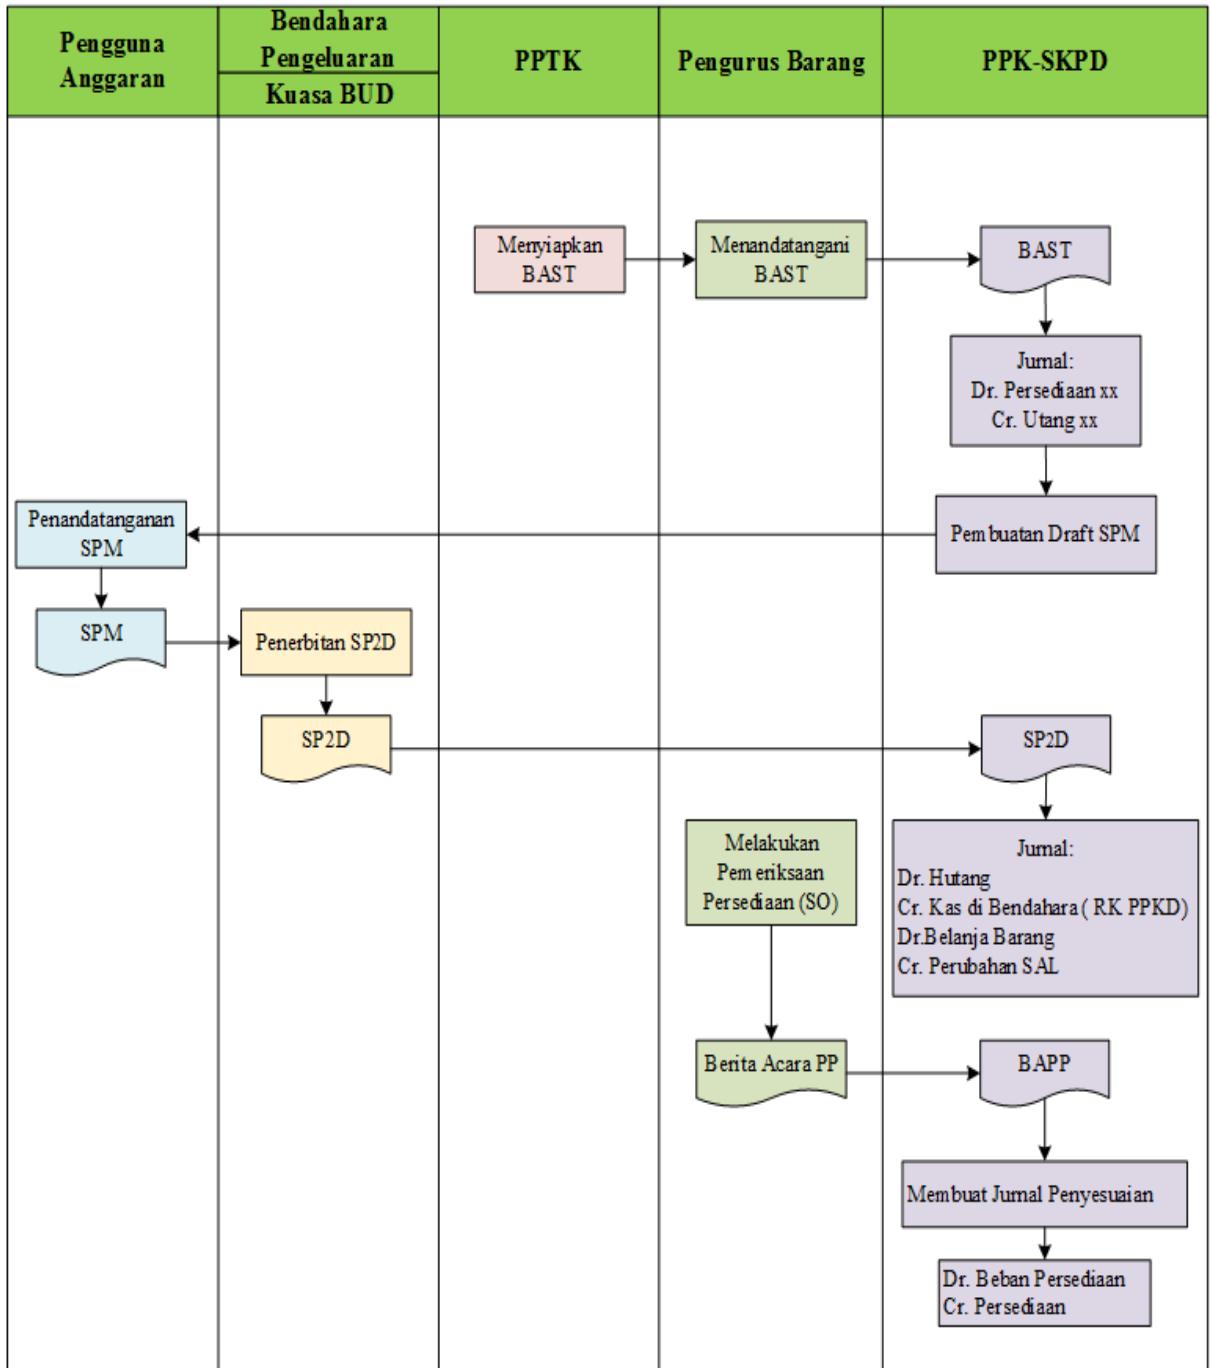 Pengguna
Anggaran
Bendahara
Pengeluaran
Kuasa BUD
PPTK
Pengurus Barang
PPK-SKPD
Menyiapkan
BAST
Menandatangani
BAST
BAST
Jurnal:
Dr. Persediaan xx
Cr. Utang xx
Penandatanganan
SPM
Pembuatan Draft SPM
SPM
Penerbitan SP2D
SP2D
SP2D
Melakukan
Pemeriksaan
Persediaan (SO)
Jurnal:
Dr. Hutang
Cr. Kas di Bendahara ( RK PPKD)
Dr.Belanja Barang
Cr. Perubahan SAL
Berita Acara PP
BAPP
Membuat Jurnal Penyesuaian
Dr. Beban Persediaan
Cr. Persediaan